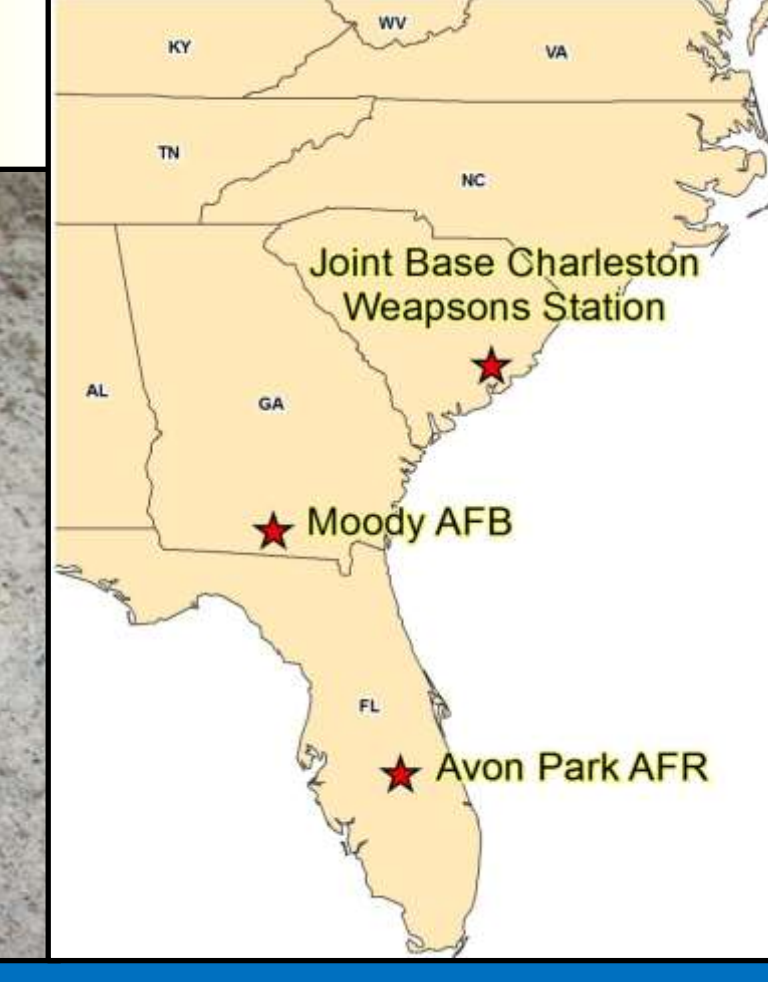 WV
KY
VA
TN
NC
Joint Base Charleston
Weapsons Station
AL
GA
Moody AFB
FL
Avon Park AFR